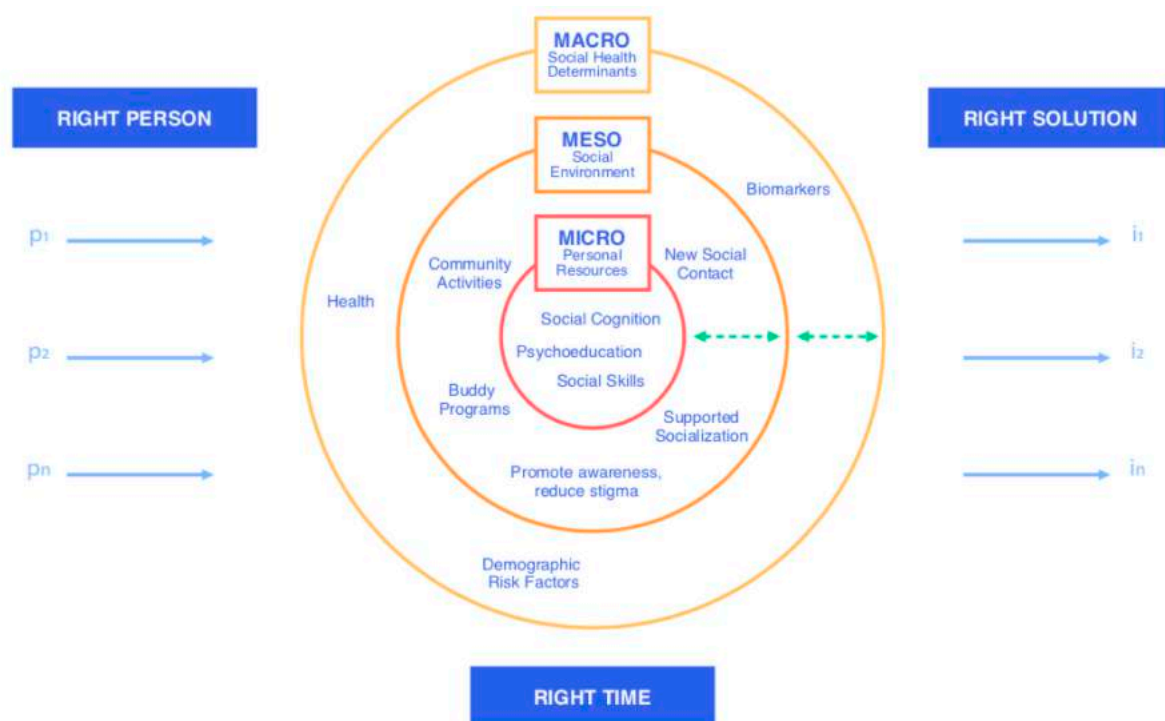 MACRO
Social Health
Determinants
RIGHT PERSON
RIGHT SOLUTION
MESO
Social
Environment
Biomarkers
MICRO
Personal
Resources
p1
i1
Community
Activities
New Social
Contact
Health
Social Cognition
Psychoeducation
Social Skills
p2
i2
Buddy
Programs
Supported
Socialization
Promote awareness,
reduce stigma
pn
in
Demographic
Risk Factors
RIGHT TIME